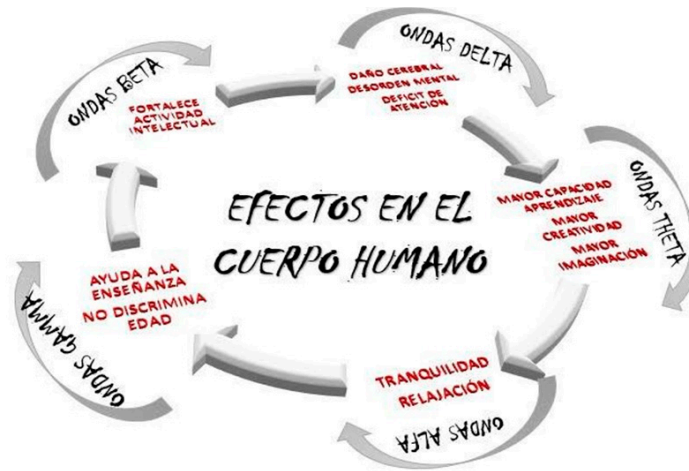 EFECTOS EN EL
CUERPO HUMANO
ONDAS DELTA
DAÑO CEREBRAL
DESORDEN MENTAL
DEFICIT DE
ATENCIÓN
ONDAS THETA
MAYOR CAPACIDAD
APRENDIZAJE
MAYOR
CREATIVIDAD
MAYOR
IMAGINACIÓN
TRANQUILIDAD
RELAJACIÓN
ONDAS ALFA
AYUDA A LA
ENSEÑANZA
NO DISCRIMINA
EDAD
ONDAS GAMMA
ONDAS BETA
FORTALECE
ACTIVIDAD
INTELECTUAL